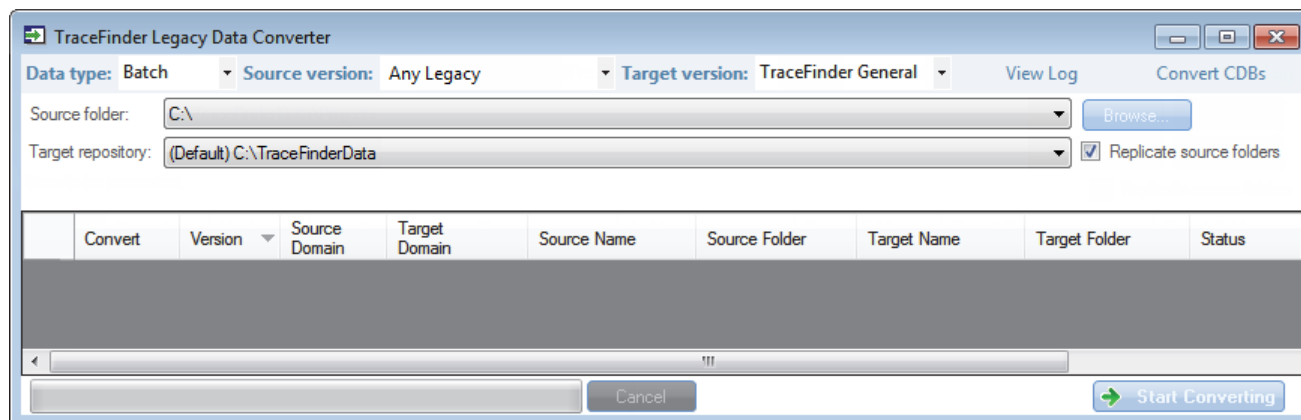 TraceFinder Legacy Data Converter
Data type: Batch Source version: Any Legacy Target version: TraceFinder General View Log Convert CDBs
Source folder: C:\ Browse...
Target repository: (Default) C:\TraceFinderData Replicate source folders
Convert Version Source Domain Target Domain Source Name Source Folder Target Name Target Folder Status
Cancel Start Converting